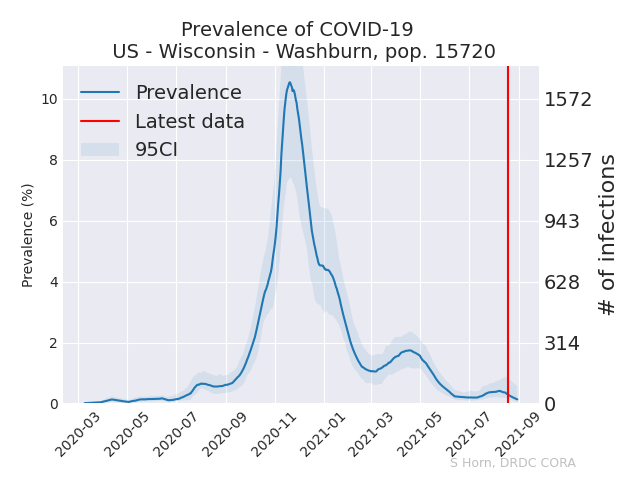 Prevalence of COVID-19
US - Wisconsin - Washburn, pop. 15720
Prevalence
Latest data
95CI
Prevalence (%)
10
8
6
4
2
0
1572
1257
943
628
314
0
# of infections
2020-03
2020-05
2020-07
2020-09
2020-11
2021-01
2021-03
2021-05
2021-07
2021-09
S Horn, DRDC CORA